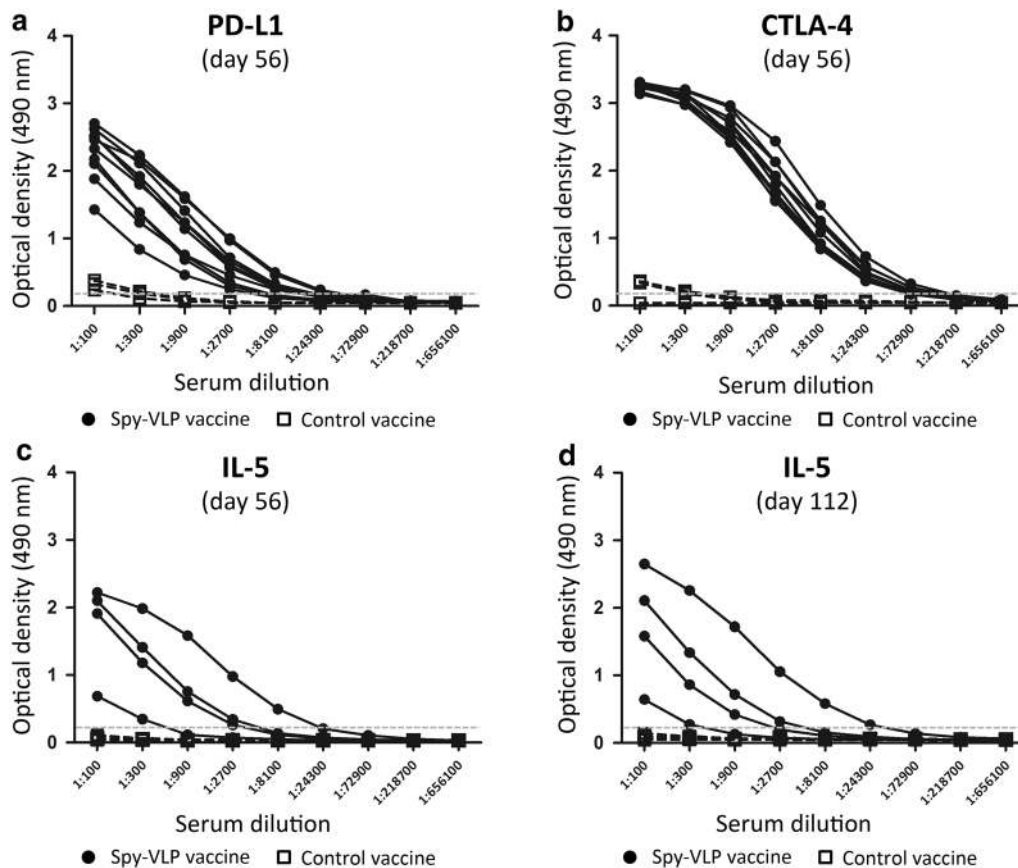 a
PD-L1
(day 56)
4
3
2
1
0
Optical density (490 nm)
1:100
1:300
1:900
1:2700
1:8100
1:24300
1:72900
1:218700
1:656100
Serum dilution
Spy-VLP vaccine
Control vaccine
b
CTLA-4
(day 56)
4
3
2
1
0
Optical density (490 nm)
1:100
1:300
1:900
1:2700
1:8100
1:24300
1:72900
1:218700
1:656100
Serum dilution
Spy-VLP vaccine
Control vaccine
c
IL-5
(day 56)
4
3
2
1
0
Optical density (490 nm)
1:100
1:300
1:900
1:2700
1:8100
1:24300
1:72900
1:218700
1:656100
Serum dilution
Spy-VLP vaccine
Control vaccine
d
IL-5
(day 112)
4
3
2
1
0
Optical density (490 nm)
1:100
1:300
1:900
1:2700
1:8100
1:24300
1:72900
1:218700
1:656100
Serum dilution
Spy-VLP vaccine
Control vaccine